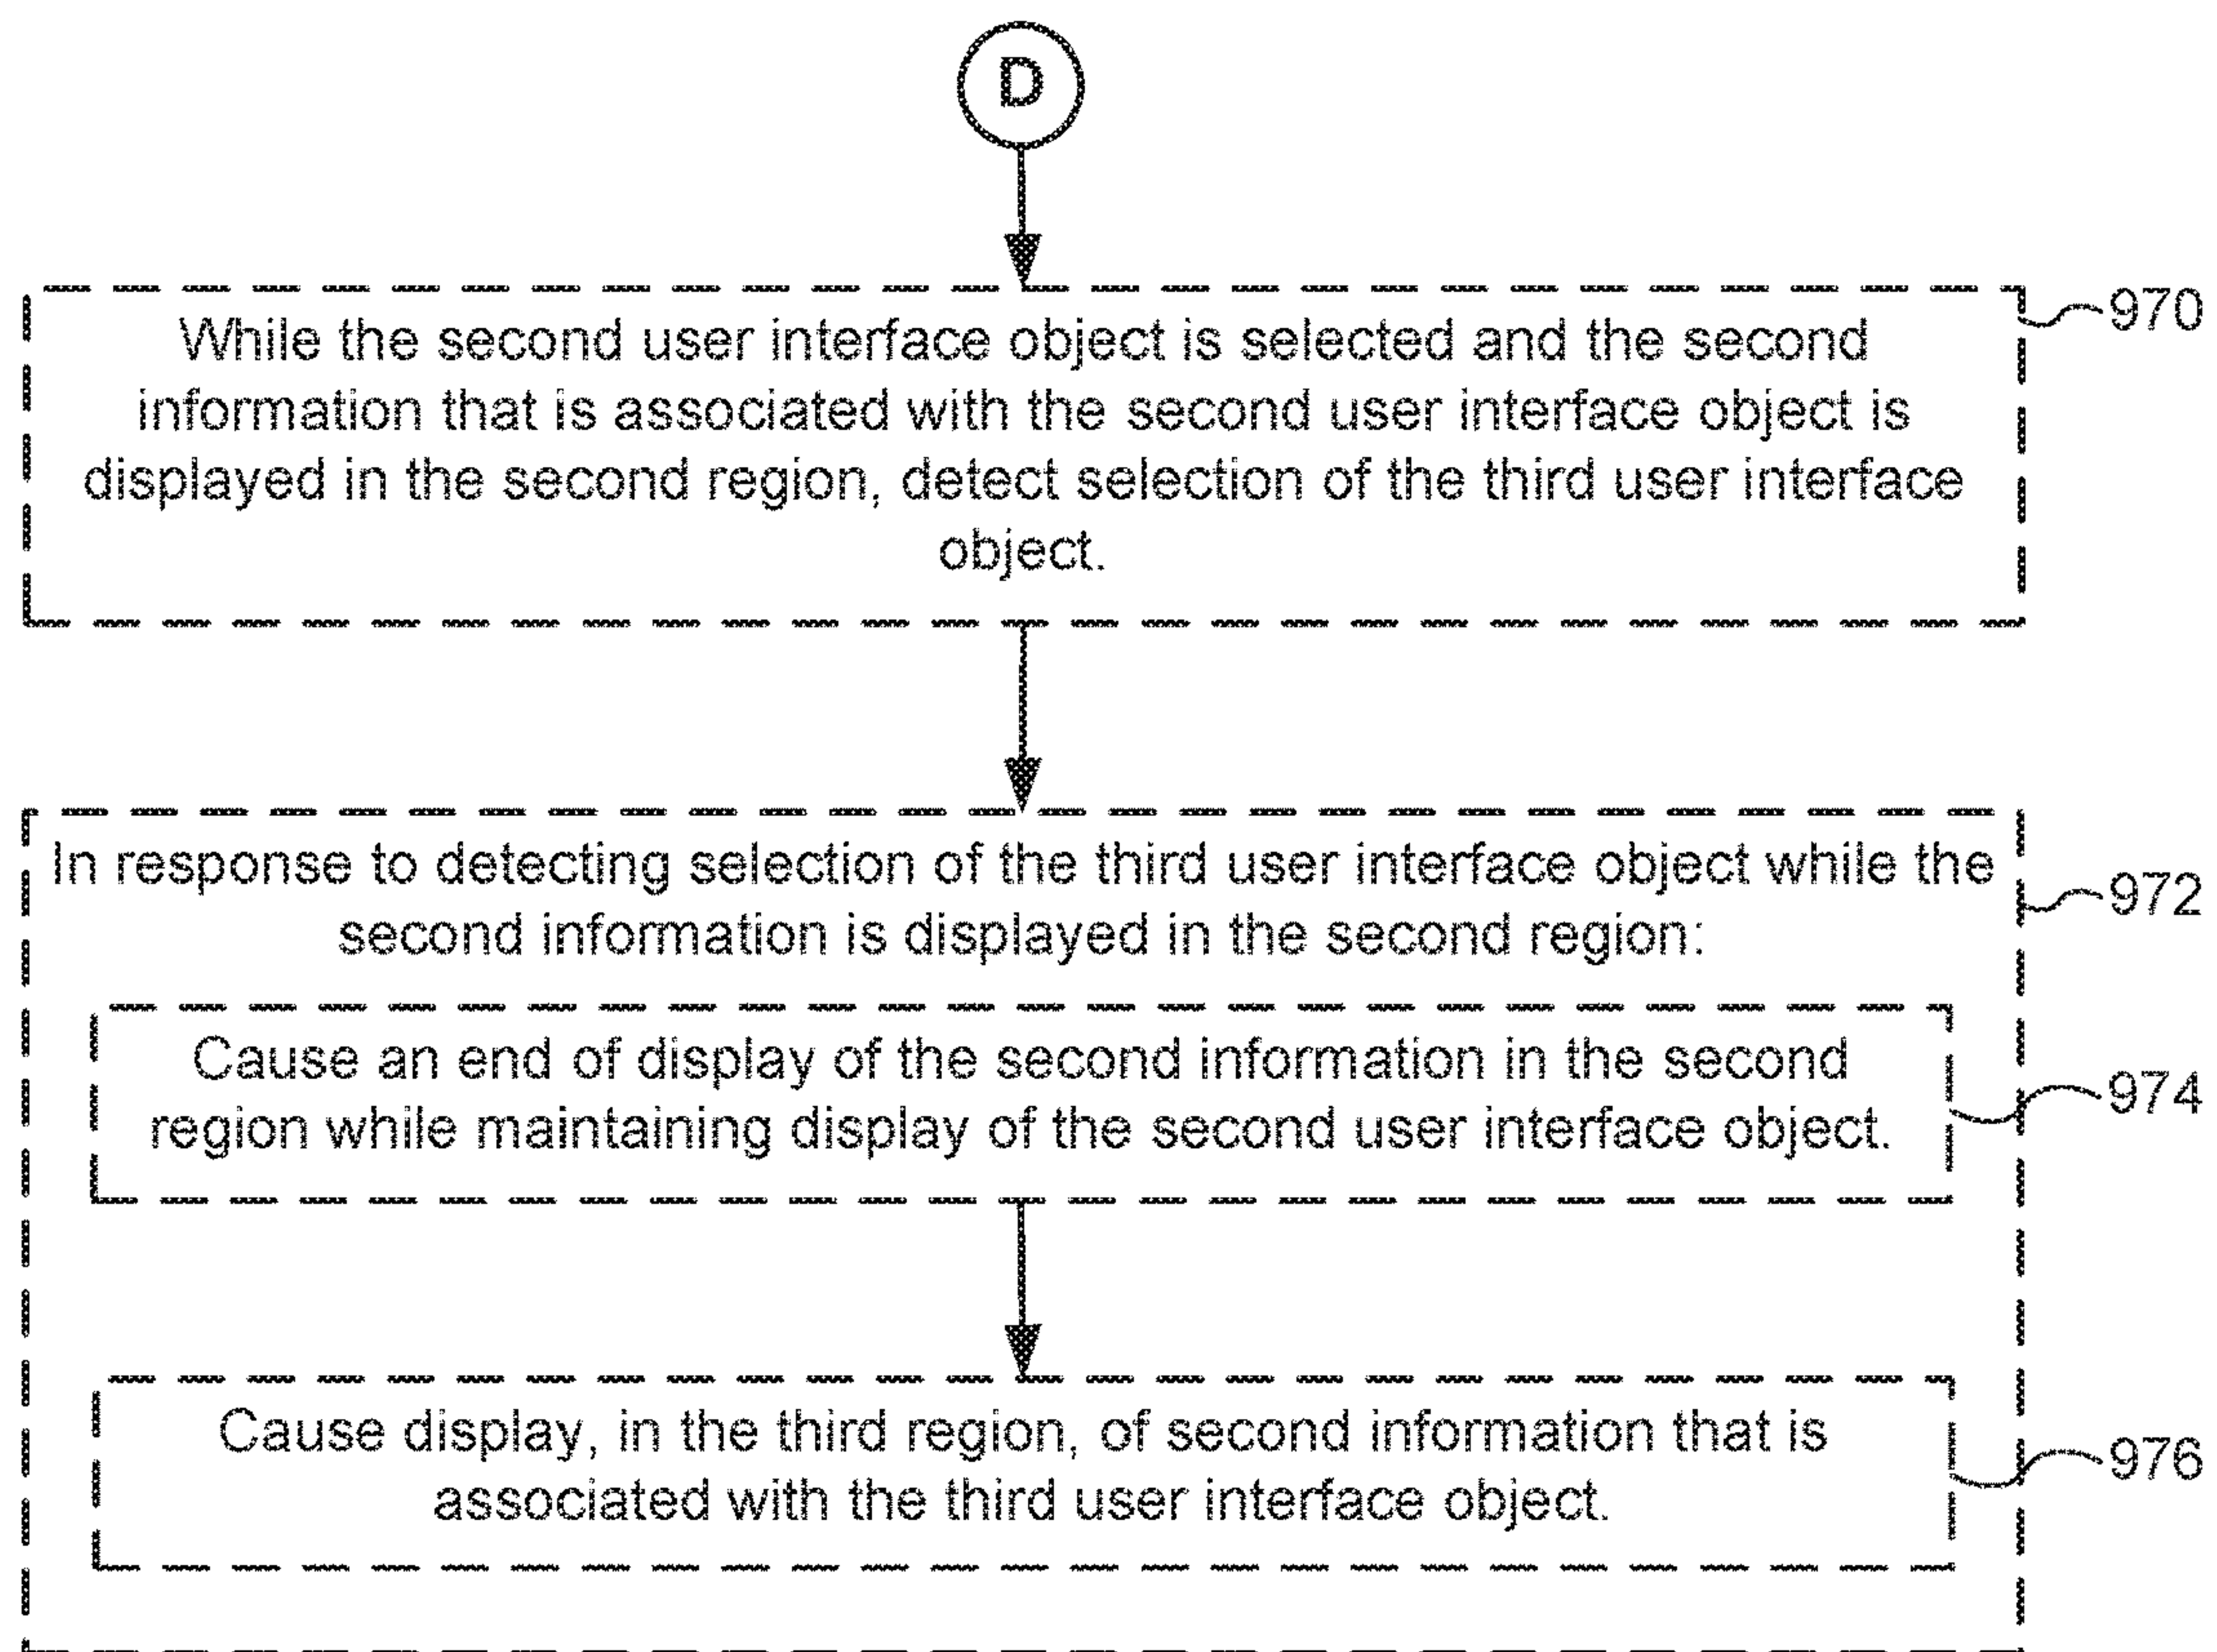 D
While the second user interface object is selected and the second
970
information that is associated with the second user interface object is
displayed in the second region, detect selection of the third user interface
object.
In response to detecting selection of the third user interface object while the
972
second information is displayed in the second region:
Cause an end of display of the second information in the second
974
region while maintaining display of the second user interface object.
Cause display, in the third region, of second information that is
976
associated with the third user interface object.